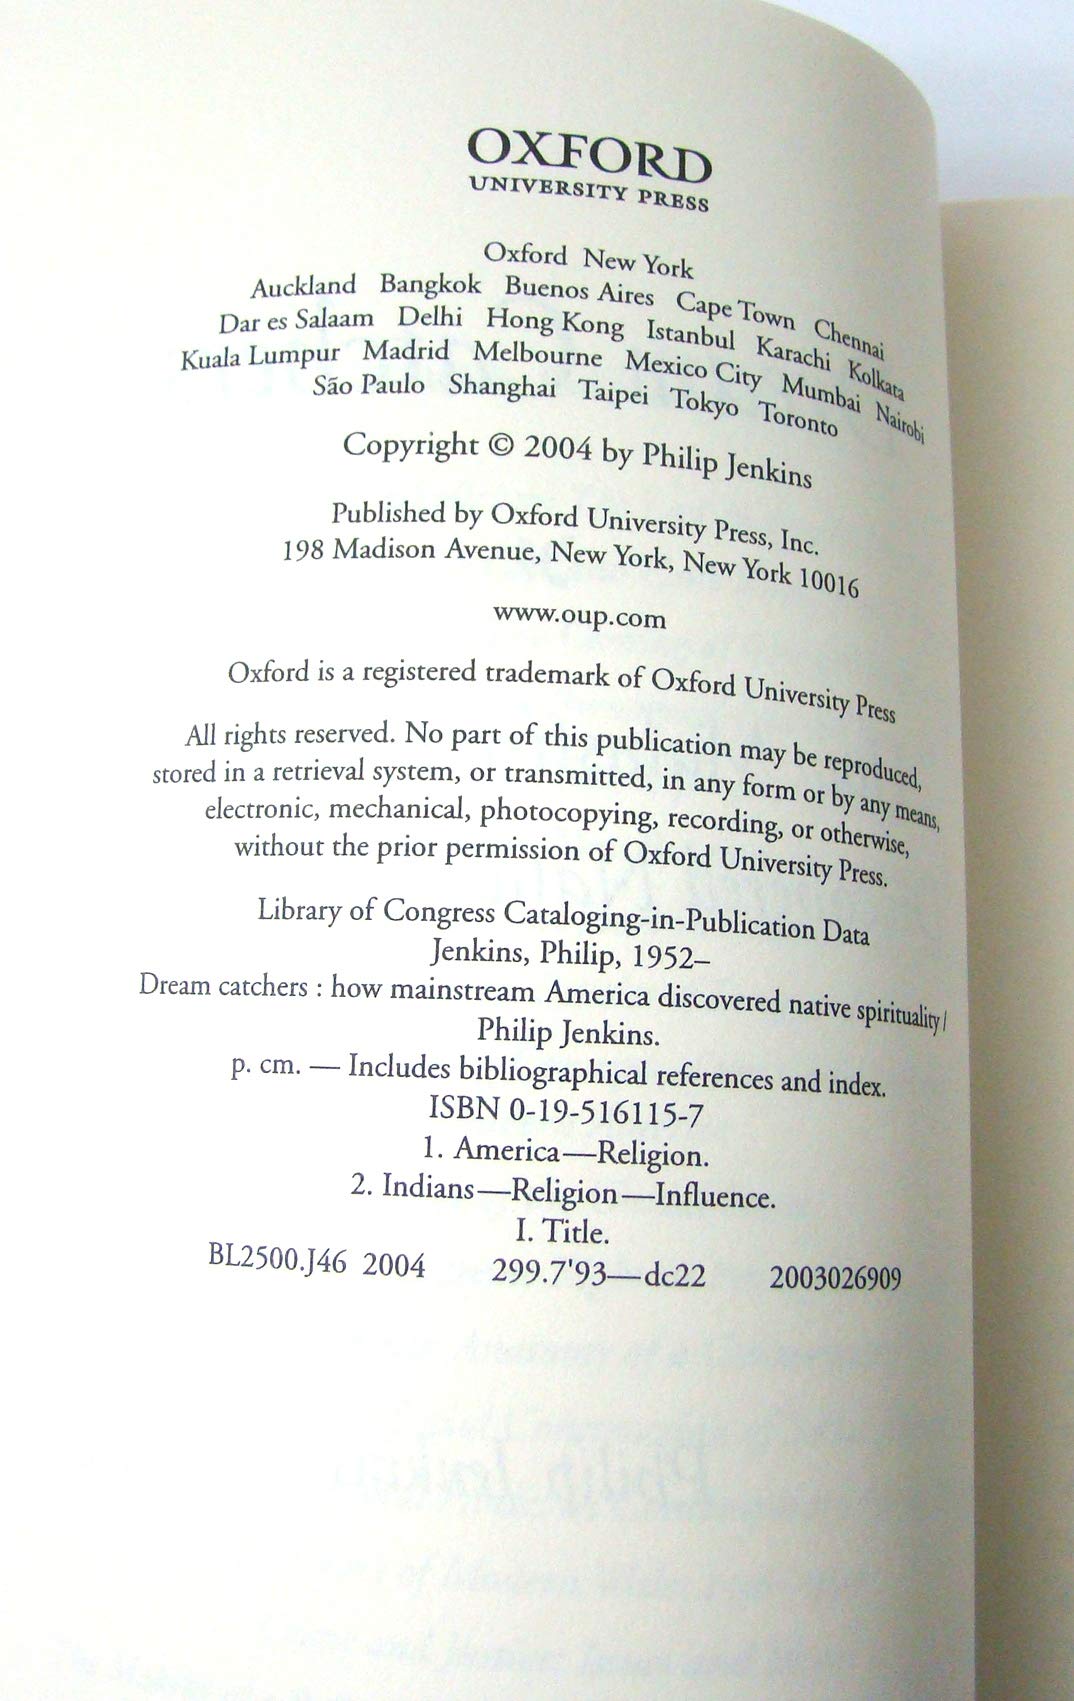 OXFORD
UNIVERSITY PRESS
Oxford New York
Auckland Bangkok Buenos Aires Cape Town Chennai
Dar es Salaam Delhi Hong Kong Istanbul Karachi Kolkata
Kuala Lumpur Madrid Melbourne Mexico City Mumbai Nairobi
São Paulo Shanghai Taipei Tokyo Toronto
Copyright © 2004 by Philip Jenkins
Published by Oxford University Press, Inc.
198 Madison Avenue, New York, New York 10016
www.oup.com
Oxford is a registered trademark of Oxford University Press
All rights reserved. No part of this publication may be reproduced,
stored in a retrieval system, or transmitted, in any form or by any means,
electronic, mechanical, photocopying, recording, or otherwise,
without the prior permission of Oxford University Press.
Library of Congress Cataloging-in-Publication Data
Jenkins, Philip, 1952–
Dream catchers : how mainstream America discovered native spirituality /
Philip Jenkins.
p. cm. — Includes bibliographical references and index.
ISBN 0-19-516115-7
1. America—Religion.
2. Indians—Religion—Influence.
I. Title.
BL2500.J46 2004 299.7'93—dc22 2003026909